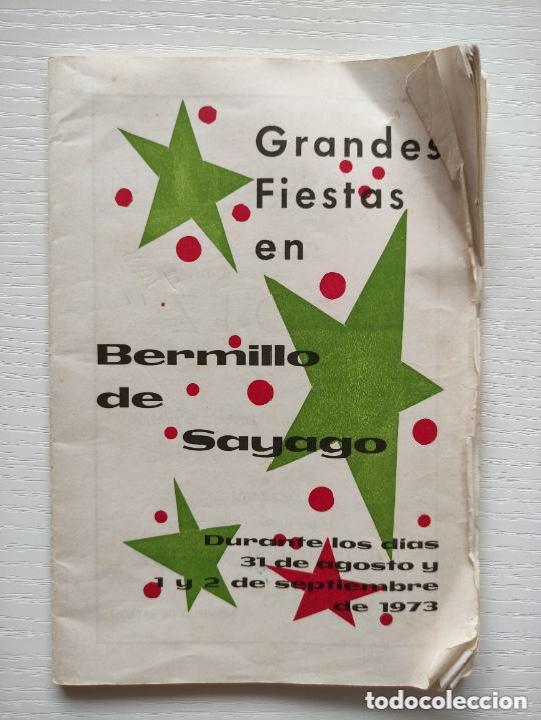 Grandes
Fiestas
en
Bermillo
de
Sayago
Durante los días
31 de agosto y
1 y 2 de septiembre
de 1973
todocoleccion